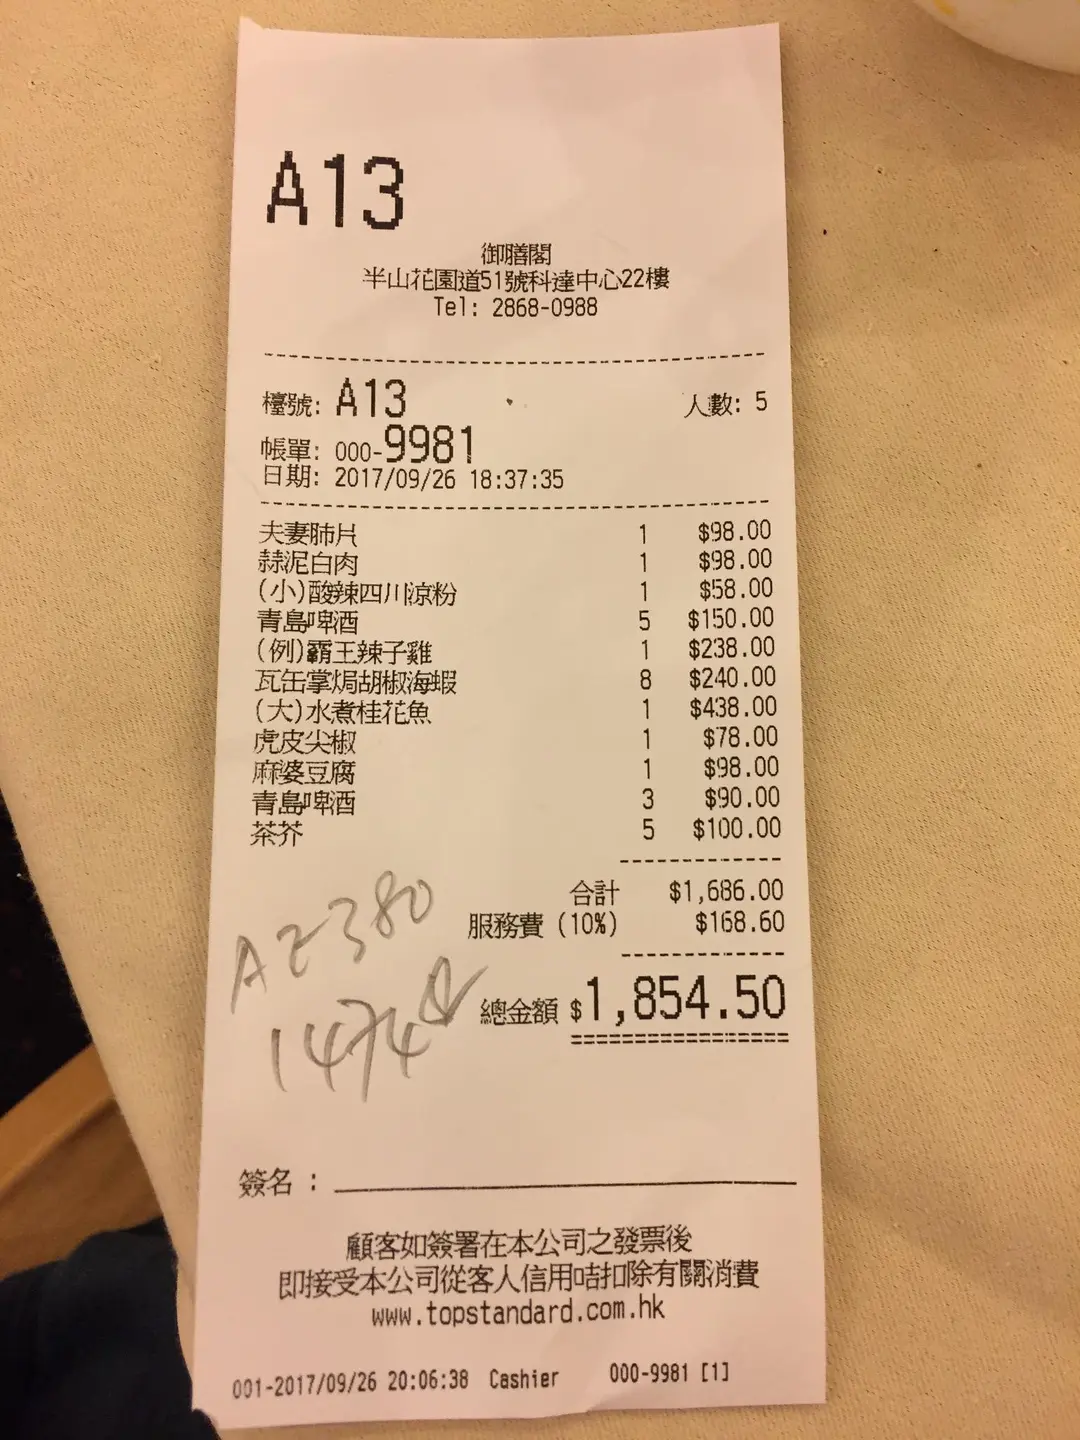 A13
御膳閣
半山花園道51號科達中心22樓
Tel: 2868-0988
檯號: A13 人數: 5
帳單: 000-9981
日期: 2017/09/26 18:37:35
夫妻肺片 1 $98.00
蒜泥白肉 1 $98.00
(小)酸辣四川涼粉 1 $58.00
青島啤酒 5 $150.00
(例)霸王辣子雞 1 $238.00
瓦缶掌焗胡椒海蝦 8 $240.00
(大)水煮桂花魚 1 $438.00
虎皮尖椒 1 $78.00
麻婆豆腐 1 $98.00
青島啤酒 3 $90.00
茶芥 5 $100.00
合計 $1,686.00
服務費 (10%) $168.60
總金額 $1,854.50
AE380
1474
簽名 :
顧客如簽署在本公司之發票後
即接受本公司從客人信用咭扣除有關消費
www.topstandard.com.hk
001-2017/09/26 20:06:38 Cashier 000-9981 [1]